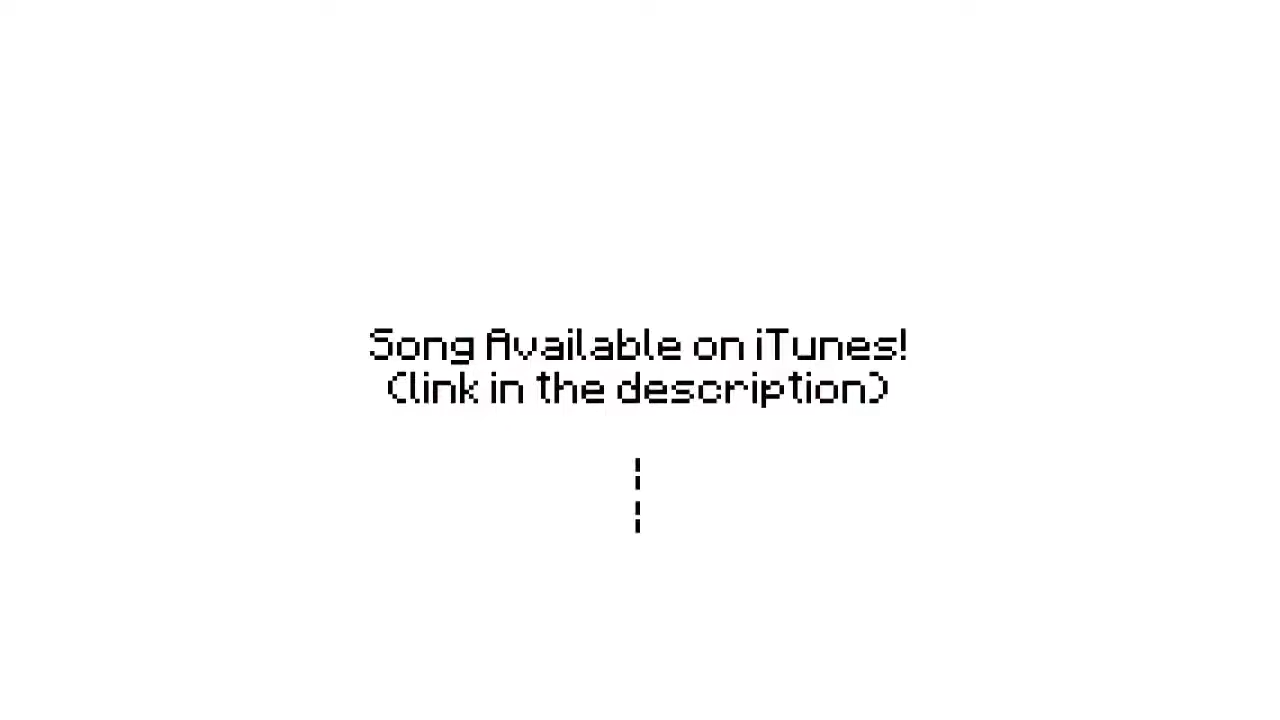 Song Available on iTunes!
(link in the description)
¦
¦